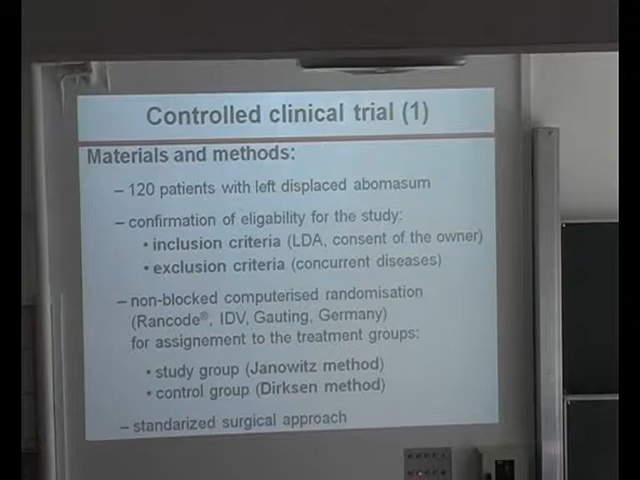 Controlled clinical trial (1)
Materials and methods:
– 120 patients with left displaced abomasum
– confirmation of eligability for the study:
• inclusion criteria (LDA, consent of the owner)
• exclusion criteria (concurrent diseases)
– non-blocked computerised randomisation
(Rancode®, IDV, Gauting, Germany)
for assignement to the treatment groups:
• study group (Janowitz method)
• control group (Dirksen method)
– standarized surgical approach